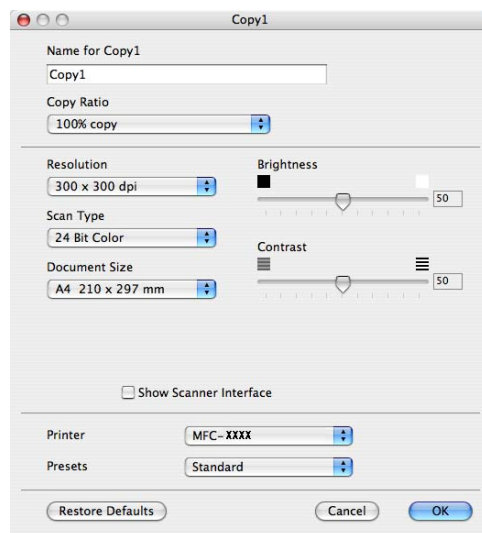 Copy1
Name for Copy1
Copy1
Copy Ratio
100% copy
Resolution
300 x 300 dpi
Scan Type
24 Bit Color
Document Size
A4 210 x 297 mm
Brightness
50
Contrast
50
Show Scanner Interface
Printer
MFC-XXXX
Presets
Standard
Restore Defaults
Cancel
OK